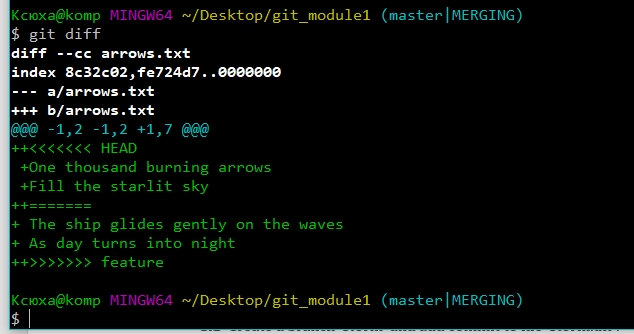 Ксюха@komp MINGW64 ~/Desktop/git_module1 (master|MERGING)
$ git diff
diff --cc arrows.txt
index 8c32c02,fe724d7..0000000
--- a/arrows.txt
+++ b/arrows.txt
@@@ -1,2 -1,2 +1,7 @@@
++<<<<<<< HEAD
 +One thousand burning arrows
 +Fill the starlit sky
++=======
+ The ship glides gently on the waves
+ As day turns into night
++>>>>>>> feature

Ксюха@komp MINGW64 ~/Desktop/git_module1 (master|MERGING)
$